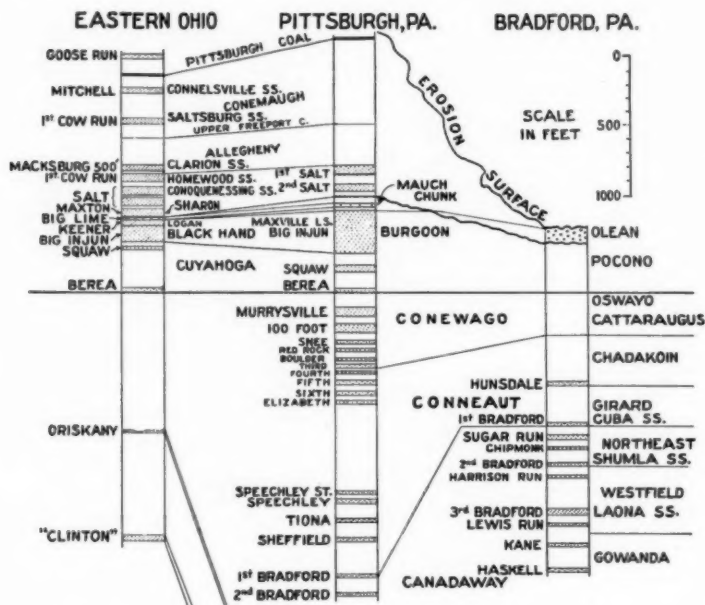 EASTERN OHIO
PITTSBURGH, PA.
BRADFORD, PA.
GOOSE RUN
MITCHELL
1st COW RUN
MACKSBURG 500'
1st COW RUN
SALT
MAXTON
BIG LIME
KEENER
BIG INJUN
SQUAW
BEREA
ORISKANY
"CLINTON"
PITTSBURGH COAL
CONNELSVILLE SS.
CONEMAUGH
SALTSBURG SS.
UPPER FREEPORT C.
ALLEGHENY
CLARION SS.
HOMEWOOD SS.
CONOQUENESSING SS.
SHARON
LOGAN
BLACK HAND
CUYAHOGA
1st SALT
2nd SALT
MAXVILLE LS.
BIG INJUN
SQUAW
BEREA
MURRYSVILLE
100 FOOT
SNEE
RED ROCK
BOULDER
THIRD
FOURTH
FIFTH
SIXTH
ELIZABETH
SPEECHLEY ST.
SPEECHLEY
TIONA
SHEFFIELD
1st BRADFORD
2nd BRADFORD
EROSION SURFACE
MAUCH
CHUNK
BURGOON
CONEWAGO
CONNEAUT
CANADAWAY
SCALE
IN FEET
0
500
1000
HUNSDALE
1st BRADFORD
SUGAR RUN
CHIPMONK
2nd BRADFORD
HARRISON RUN
3rd BRADFORD
LEWIS RUN
KANE
HASKELL
OLEAN
POCONO
OSWAYO
CATTARAUGUS
CHADAKOIN
GIRARD
CUBA SS.
NORTHEAST
SHUMLA SS.
WESTFIELD
LAONA SS.
GOWANDA